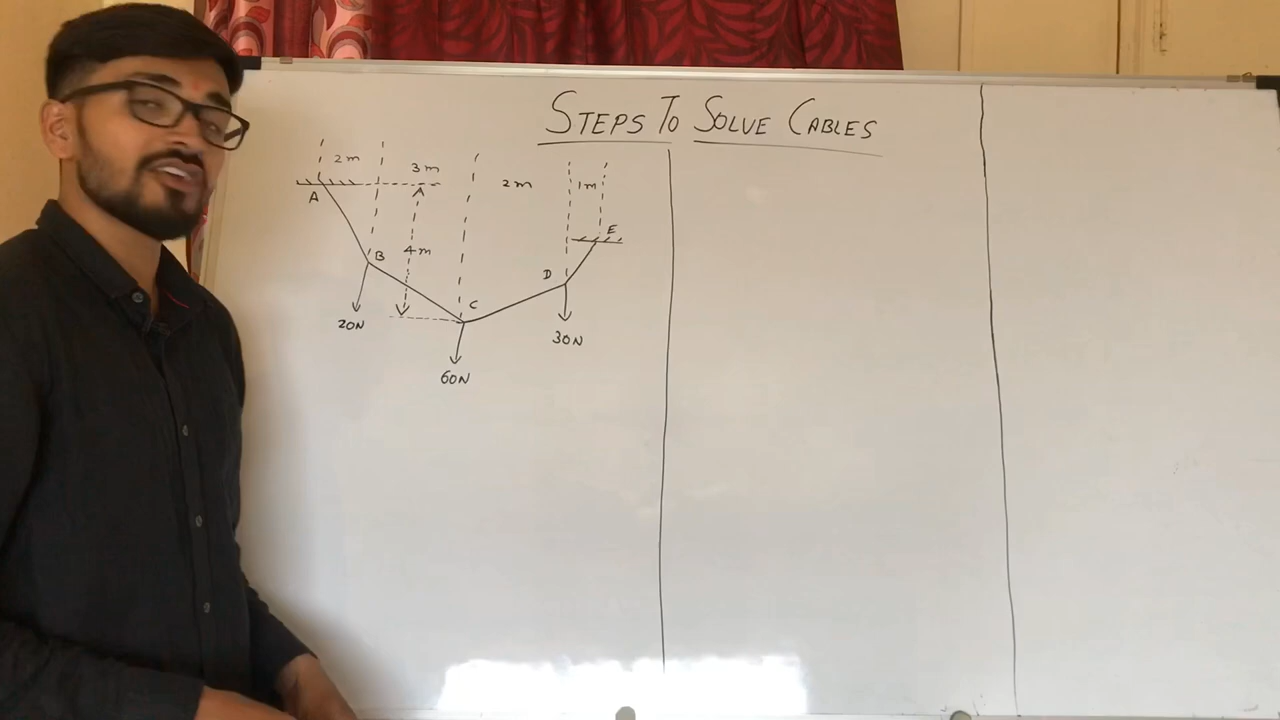 STEPS TO SOLVE CABLES
2m 3m 2m 1m
A
E
4m
B
D
C
20N
30N
60N